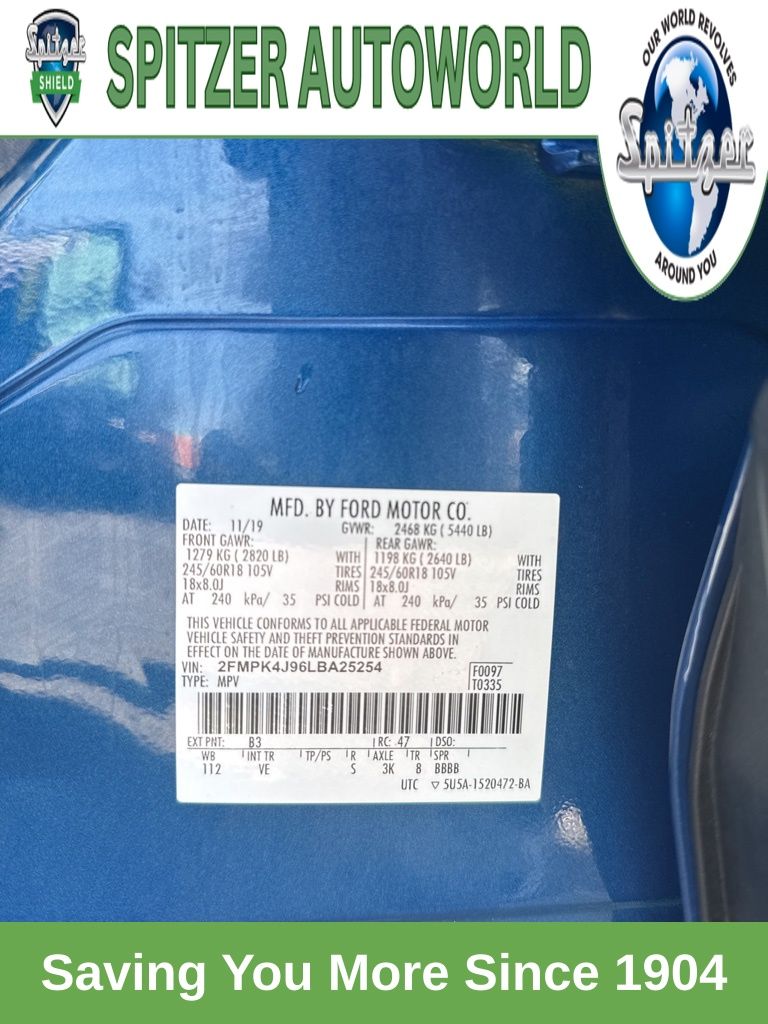 Spitzer
SHIELD
SPITZER AUTOWORLD
OUR WORLD REVOLVES
Spitzer
AROUND YOU
MFD. BY FORD MOTOR CO.
DATE: 11/19 GVWR: 2468 KG ( 5440 LB)
FRONT GAWR: REAR GAWR:
1279 KG ( 2820 LB) WITH 1198 KG ( 2640 LB) WITH
245/60R18 105V TIRES 245/60R18 105V TIRES
18x8.0J RIMS 18x8.0J RIMS
AT 240 kPa/ 35 PSI COLD AT 240 kPa/ 35 PSI COLD
THIS VEHICLE CONFORMS TO ALL APPLICABLE FEDERAL MOTOR
VEHICLE SAFETY AND THEFT PREVENTION STANDARDS IN
EFFECT ON THE DATE OF MANUFACTURE SHOWN ABOVE.
VIN: 2FMPK4J96LBA25254 F0097
TYPE: MPV T0335
EXT PNT: B3 RC: 47 DSO:
WB INT TR TP/PS R AXLE TR SPR
112 VE S 3K 8 BBBB
UTC ▽ 5U5A-1520472-BA
Saving You More Since 1904